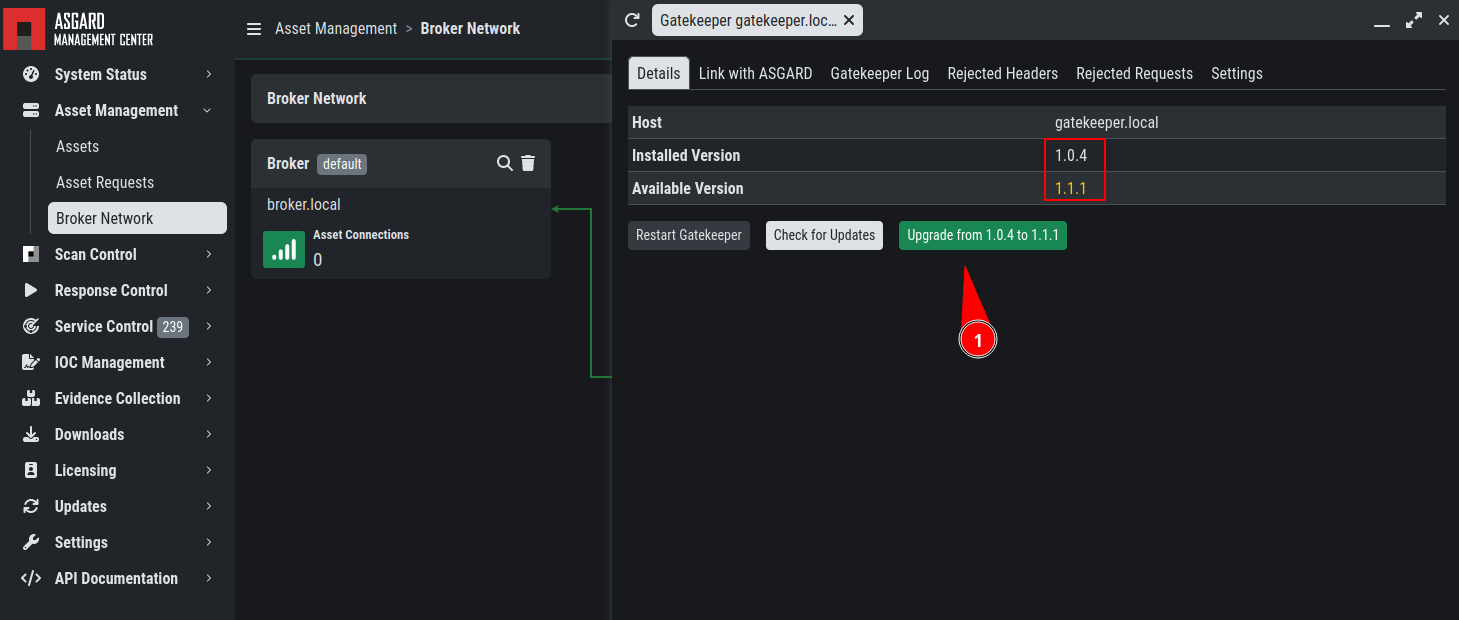 ASGARD
MANAGEMENT CENTER
System Status
Asset Management
Assets
Asset Requests
Broker Network
Scan Control
Response Control
Service Control 239
IOC Management
Evidence Collection
Downloads
Licensing
Updates
Settings
API Documentation
Asset Management > Broker Network
Broker Network
Broker default
broker.local
Asset Connections
0
Gatekeeper gatekeeper.loc...
Details Link with ASGARD Gatekeeper Log Rejected Headers Rejected Requests Settings
Host gatekeeper.local
Installed Version 1.0.4
Available Version 1.1.1
Restart Gatekeeper Check for Updates Upgrade from 1.0.4 to 1.1.1
1